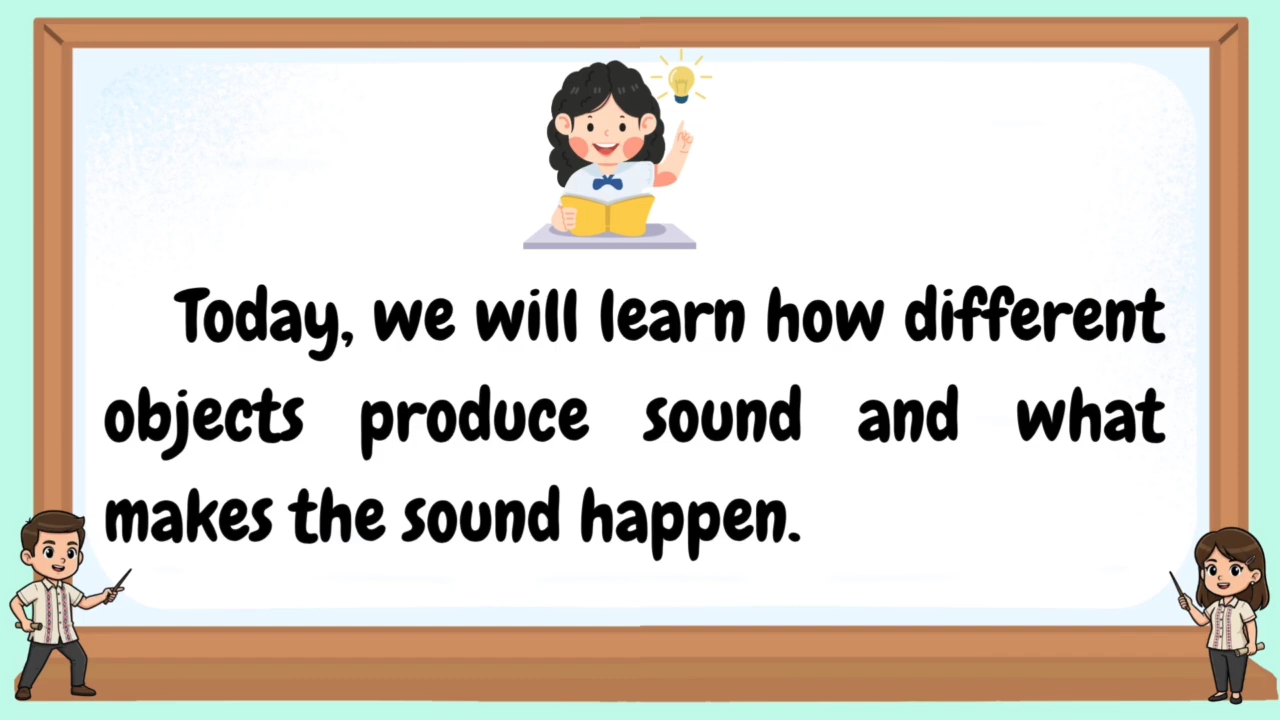 Today, we will learn how different
objects produce sound and what
makes the sound happen.